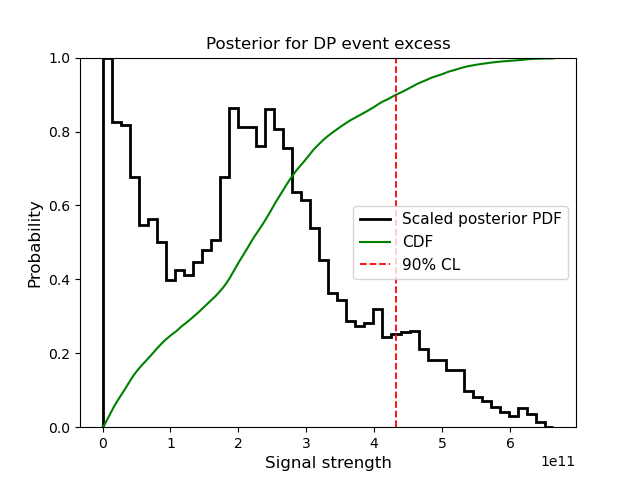 Posterior for DP event excess
Probability
1.0
0.8
0.6
0.4
0.2
0.0
Scaled posterior PDF
CDF
90% CL
0 1 2 3 4 5 6
1e11
Signal strength